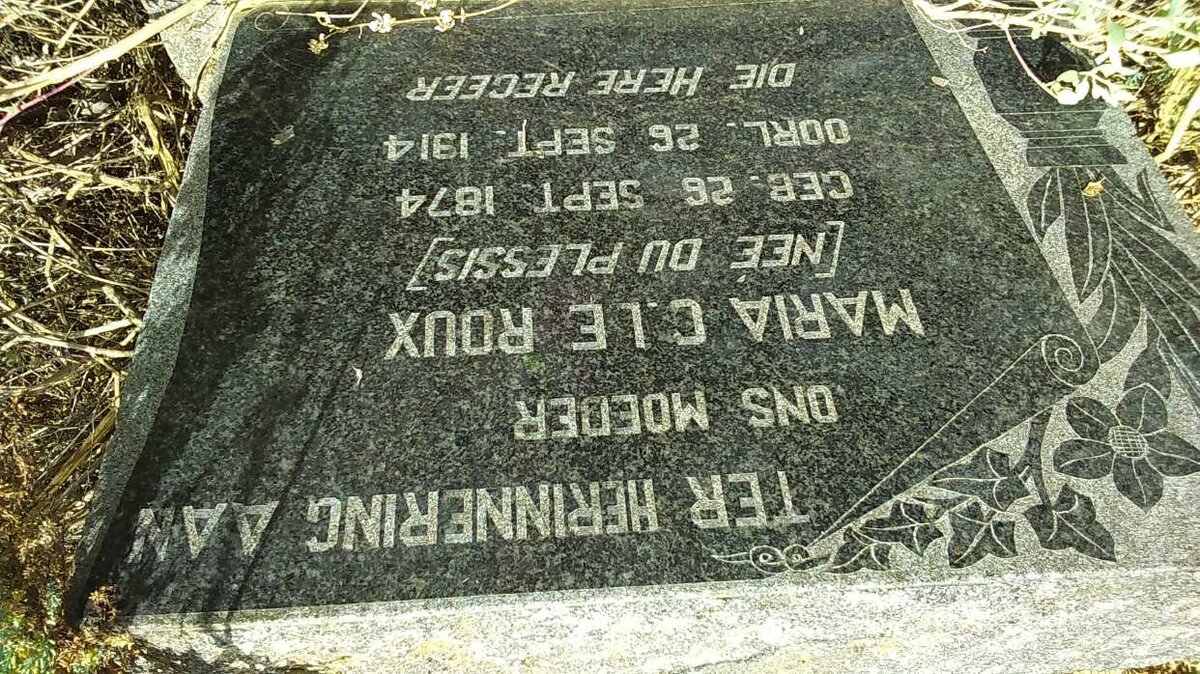 TER HERINNERING AAN
ONS MOEDER
MARIA C. LE ROUX
[NEÉ DU PLESSIS]
GEB. 26 SEPT. 1874
OORL. 26 SEPT. 1914
DIE HERE REGEER